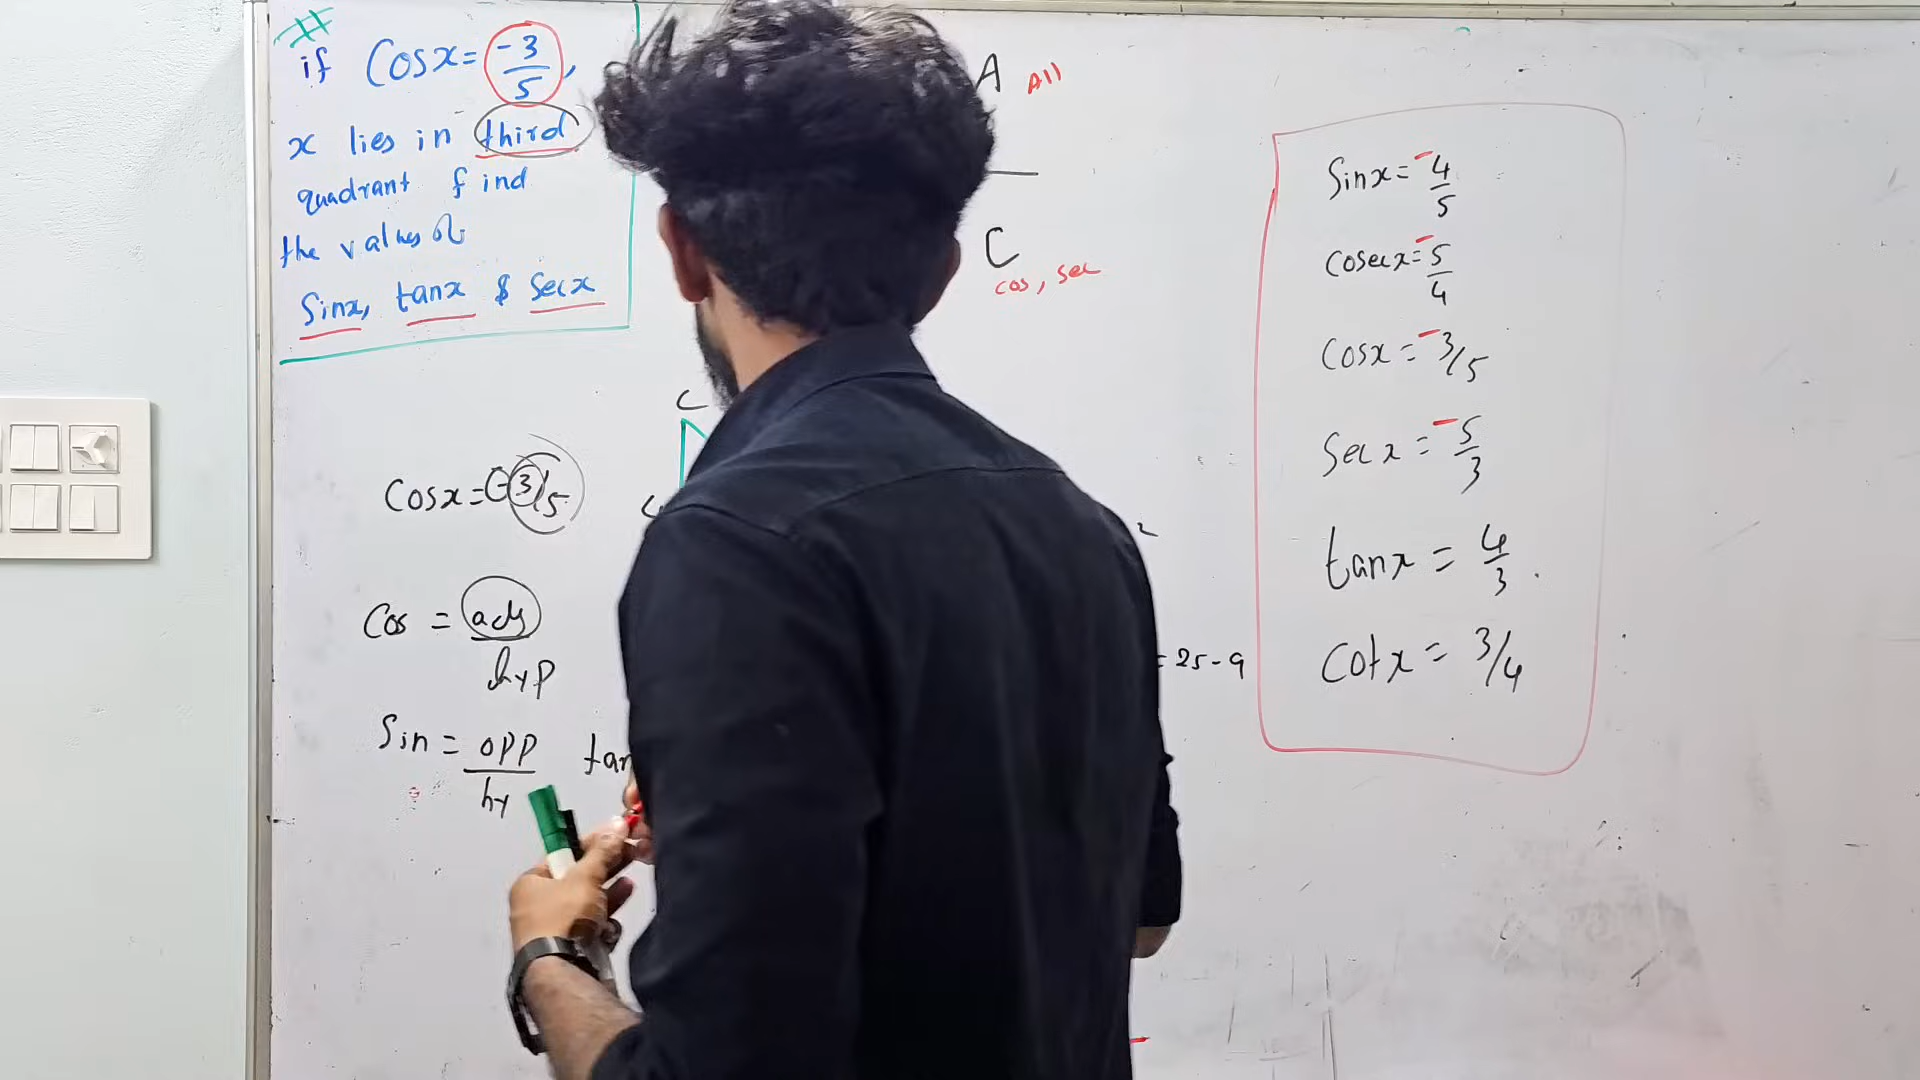 if Cosx = -3/5,
x lies in third
quadrant find
the values of
Sinx, tanx & Secx
A All
C
cos, sec
C
Cosx = -3/5
Cos = adj/hyp
Sin = opp/hy tan
2
= 25 - 9
Sinx = -4/5
Cosecx = -5/4
Cosx = -3/5
Secx = -5/3
tanx = 4/3.
Cotx = 3/4